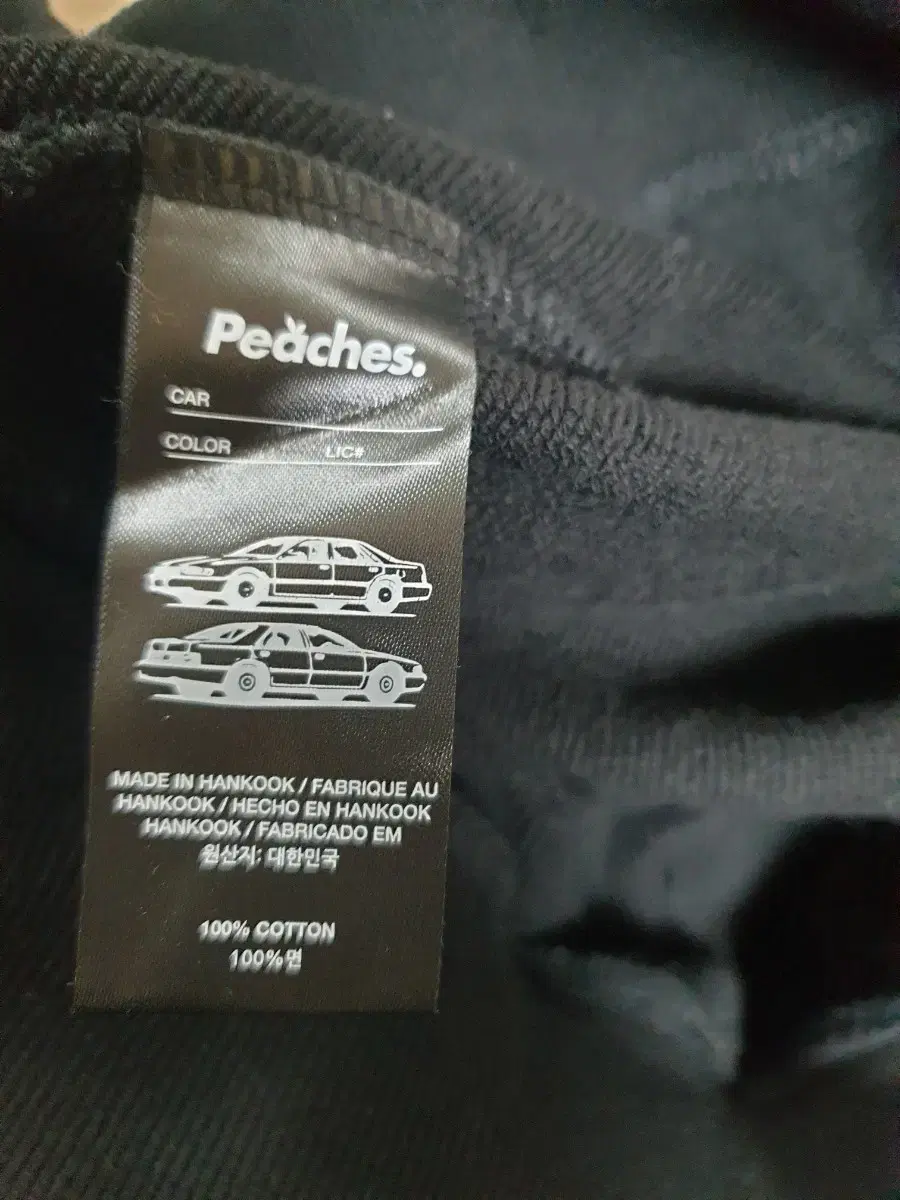 Peaches.
CAR
COLOR LIC#
MADE IN HANKOOK / FABRIQUE AU
HANKOOK / HECHO EN HANKOOK
HANKOOK / FABRICADO EM
원산지: 대한민국
100% COTTON
100%면